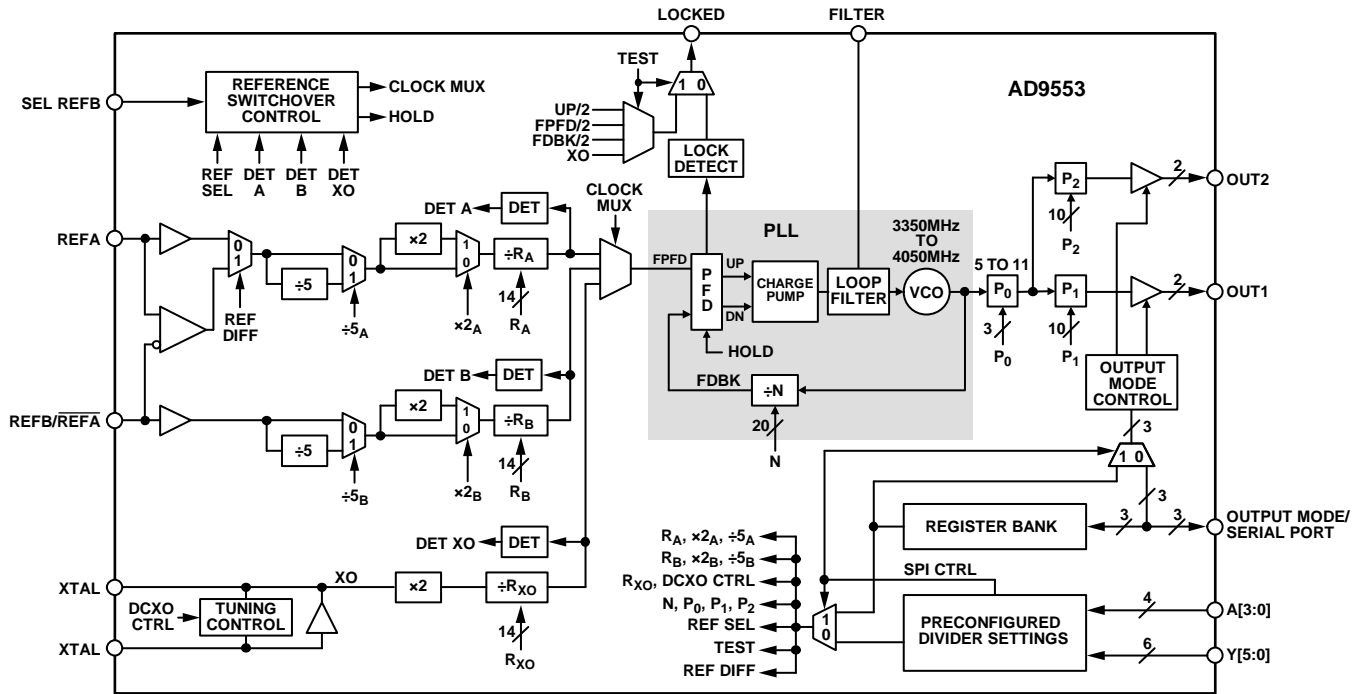 LOCKED
FILTER
TEST
AD9553
SEL REFB
REFERENCE
SWITCHOVER
CONTROL
CLOCK MUX
HOLD
REF
SEL
DET
A
DET
B
DET
XO
UP/2
FPFD/2
FDBK/2
XO
1 0
LOCK
DETECT
CLOCK
MUX
DET A
DET
REFA
0
1
÷5
0
1
×2
1
0
÷RA
14
RA
REF
DIFF
÷5A
×2A
PLL
3350MHz
TO
4050MHz
FPFD
P
F
D
UP
DN
CHARGE
PUMP
LOOP
FILTER
VCO
HOLD
FDBK
÷N
20
N
5 TO 11
P0
3
P0
P2
10
P2
2
OUT2
P1
10
P1
2
OUT1
OUTPUT
MODE
CONTROL
3
1 0
3
DET B
DET
REFB/REFA
÷5
0
1
×2
1
0
÷RB
14
RB
÷5B
×2B
REGISTER BANK
3
3
OUTPUT MODE/
SERIAL PORT
DET XO
DET
XTAL
XO
×2
÷RXO
14
RXO
DCXO
CTRL
TUNING
CONTROL
XTAL
RA, ×2A, ÷5A
RB, ×2B, ÷5B
RXO, DCXO CTRL
N, P0, P1, P2
REF SEL
TEST
REF DIFF
SPI CTRL
1
0
PRECONFIGURED
DIVIDER SETTINGS
4
A[3:0]
6
Y[5:0]